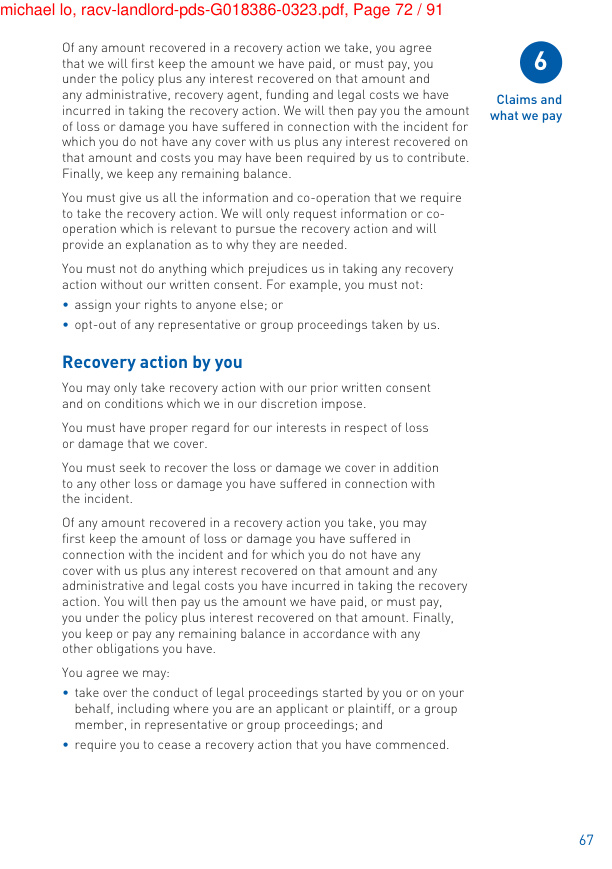 michael lo, racv-landlord-pds-G018386-0323.pdf, Page 72 / 91
Of any amount recovered in a recovery action we take, you agree
that we will first keep the amount we have paid, or must pay, you
under the policy plus any interest recovered on that amount and
any administrative, recovery agent, funding and legal costs we have
incurred in taking the recovery action. We will then pay you the amount
of loss or damage you have suffered in connection with the incident for
which you do not have any cover with us plus any interest recovered on
that amount and costs you may have been required by us to contribute.
Finally, we keep any remaining balance.
You must give us all the information and co-operation that we require
to take the recovery action. We will only request information or co-
operation which is relevant to pursue the recovery action and will
provide an explanation as to why they are needed.
You must not do anything which prejudices us in taking any recovery
action without our written consent. For example, you must not:
• assign your rights to anyone else; or
• opt-out of any representative or group proceedings taken by us.
Recovery action by you
You may only take recovery action with our prior written consent
and on conditions which we in our discretion impose.
You must have proper regard for our interests in respect of loss
or damage that we cover.
You must seek to recover the loss or damage we cover in addition
to any other loss or damage you have suffered in connection with
the incident.
Of any amount recovered in a recovery action you take, you may
first keep the amount of loss or damage you have suffered in
connection with the incident and for which you do not have any
cover with us plus any interest recovered on that amount and any
administrative and legal costs you have incurred in taking the recovery
action. You will then pay us the amount we have paid, or must pay,
you under the policy plus interest recovered on that amount. Finally,
you keep or pay any remaining balance in accordance with any
other obligations you have.
You agree we may:
• take over the conduct of legal proceedings started by you or on your
behalf, including where you are an applicant or plaintiff, or a group
member, in representative or group proceedings; and
• require you to cease a recovery action that you have commenced.
6
Claims and
what we pay
67